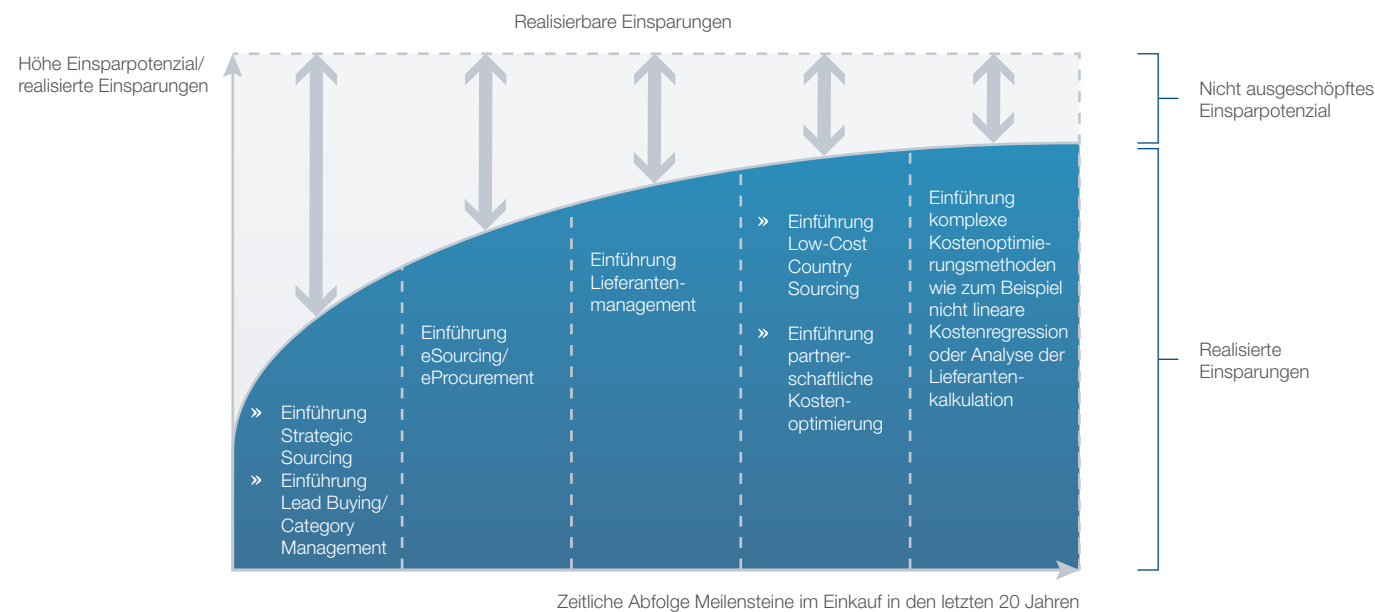 Realisierbare Einsparungen
Höhe Einsparpotenzial/
realisierte Einsparungen
Nicht ausgeschöpftes
Einsparpotenzial
Realisierte
Einsparungen
» Einführung
Strategic
Sourcing
» Einführung
Lead Buying/
Category
Management
Einführung
eSourcing/
eProcurement
Einführung
Lieferanten-
management
» Einführung
Low-Cost
Country
Sourcing
» Einführung
partner-
schaftliche
Kosten-
optimierung
Einführung
komplexe
Kostenoptimie-
rungsmethoden
wie zum Beispiel
nicht lineare
Kostenregression
oder Analyse der
Lieferanten-
kalkulation
Zeitliche Abfolge Meilensteine im Einkauf in den letzten 20 Jahren